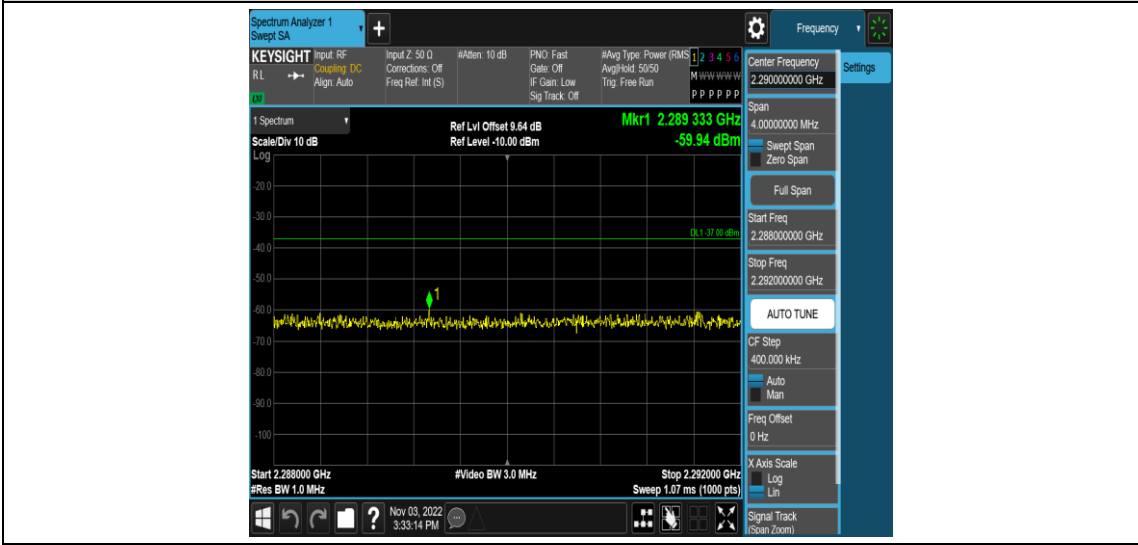 Spectrum Analyzer 1
Swept SA
+
Frequency
KEYSIGHT
RL
LXI
Input: RF
Coupling: DC
Align: Auto
Input Z: 50 Ω
Corrections: Off
Freq Ref: Int (S)
#Atten: 10 dB
PNO: Fast
Gate: Off
IF Gain: Low
Sig Track: Off
#Avg Type: Power (RMS
Avg|Hold: 50/50
Trig: Free Run
1 2 3 4 5 6
M W W W W W
P P P P P P
1 Spectrum
Scale/Div 10 dB
Log
Ref Lvl Offset 9.64 dB
Ref Level -10.00 dBm
Mkr1 2.289 333 GHz
-59.94 dBm
-20.0
-30.0
DL1 -37.00 dBm
-40.0
-50.0
1
-60.0
-70.0
-80.0
-90.0
-100
Start 2.288000 GHz
#Res BW 1.0 MHz
#Video BW 3.0 MHz
Stop 2.292000 GHz
Sweep 1.07 ms (1000 pts)
?
Nov 03, 2022
3:33:14 PM
Center Frequency
2.290000000 GHz
Settings
Span
4.00000000 MHz
Swept Span
Zero Span
Full Span
Start Freq
2.288000000 GHz
Stop Freq
2.292000000 GHz
AUTO TUNE
CF Step
400.000 kHz
Auto
Man
Freq Offset
0 Hz
X Axis Scale
Log
Lin
Signal Track
(Span Zoom)